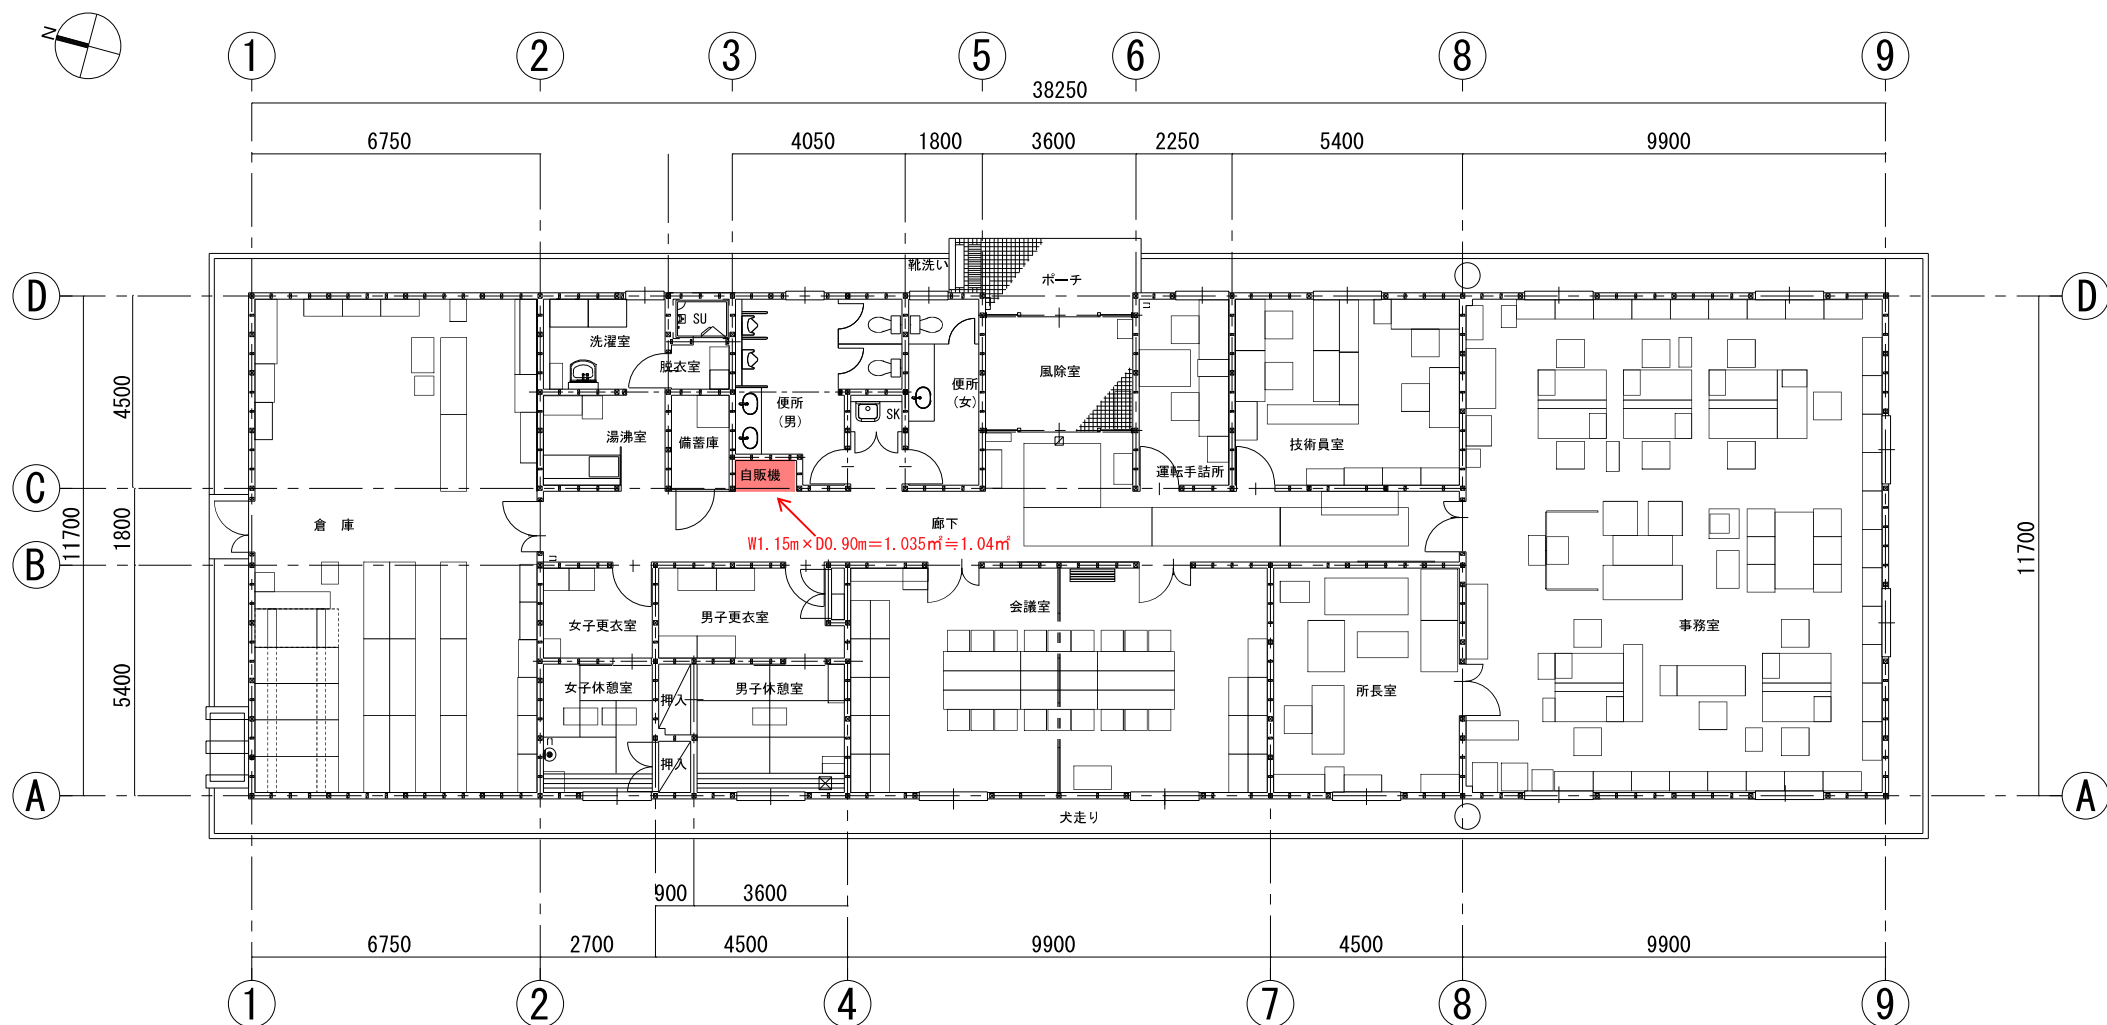 N
1
2
3
5
6
8
9
38250
6750
4050
1800
3600
2250
5400
9900
靴洗い
ポーチ
D
D
SU
洗濯室
脱衣室
風除室
便所
(女)
便所
(男)
SK
4500
湯沸室
備蓄庫
技術員室
自販機
運転手詰所
C
C
倉 庫
廊下
11700
1800
11700
W1.15m×D0.90m=1.035㎡≒1.04㎡
B
B
会議室
女子更衣室
男子更衣室
事務室
5400
女子休憩室
押入
男子休憩室
所長室
押入
A
A
犬走り
900
3600
6750
2700
4500
9900
4500
9900
1
2
4
7
8
9